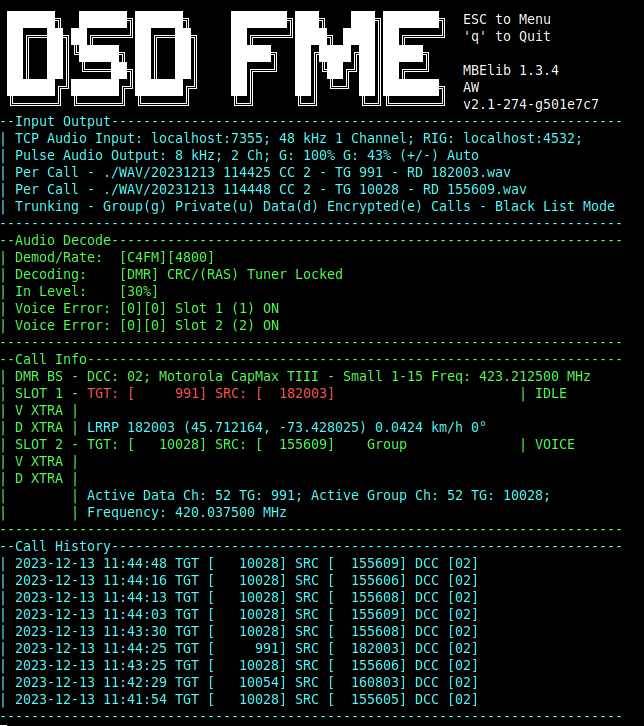 DSD FME
ESC to Menu
'q' to Quit
MBElib 1.3.4
AW
v2.1-274-g501e7c7
--Input Output----------------------------------------------------------------
| TCP Audio Input: localhost:7355; 48 kHz 1 Channel; RIG: localhost:4532;
| Pulse Audio Output: 8 kHz; 2 Ch; G: 100% G: 43% (+/-) Auto
| Per Call - ./WAV/20231213 114425 CC 2 - TG 991 - RD 182003.wav
| Per Call - ./WAV/20231213 114448 CC 2 - TG 10028 - RD 155609.wav
| Trunking - Group(g) Private(u) Data(d) Encrypted(e) Calls - Black List Mode
------------------------------------------------------------------------------
--Audio Decode----------------------------------------------------------------
| Demod/Rate:  [C4FM][4800]
| Decoding:    [DMR] CRC/(RAS) Tuner Locked
| In Level:    [30%]
| Voice Error: [0][0] Slot 1 (1) ON
| Voice Error: [0][0] Slot 2 (2) ON
------------------------------------------------------------------------------
--Call Info-------------------------------------------------------------------
| DMR BS - DCC: 02; Motorola CapMax TIII - Small 1-15 Freq: 423.212500 MHz
| SLOT 1 - TGT: [     991] SRC: [  182003]                       | IDLE
| V XTRA |
| D XTRA | LRRP 182003 (45.712164, -73.428025) 0.0424 km/h 0°
| SLOT 2 - TGT: [   10028] SRC: [  155609]    Group              | VOICE
| V XTRA |
| D XTRA |
|        | Active Data Ch: 52 TG: 991; Active Group Ch: 52 TG: 10028;
|        | Frequency: 420.037500 MHz
------------------------------------------------------------------------------
--Call History----------------------------------------------------------------
| 2023-12-13 11:44:48 TGT [   10028] SRC [  155609] DCC [02]
| 2023-12-13 11:44:16 TGT [   10028] SRC [  155606] DCC [02]
| 2023-12-13 11:44:13 TGT [   10028] SRC [  155608] DCC [02]
| 2023-12-13 11:44:03 TGT [   10028] SRC [  155609] DCC [02]
| 2023-12-13 11:43:30 TGT [   10028] SRC [  155608] DCC [02]
| 2023-12-13 11:44:25 TGT [     991] SRC [  182003] DCC [02]
| 2023-12-13 11:43:25 TGT [   10028] SRC [  155606] DCC [02]
| 2023-12-13 11:42:29 TGT [   10054] SRC [  160803] DCC [02]
| 2023-12-13 11:41:54 TGT [   10028] SRC [  155605] DCC [02]
------------------------------------------------------------------------------